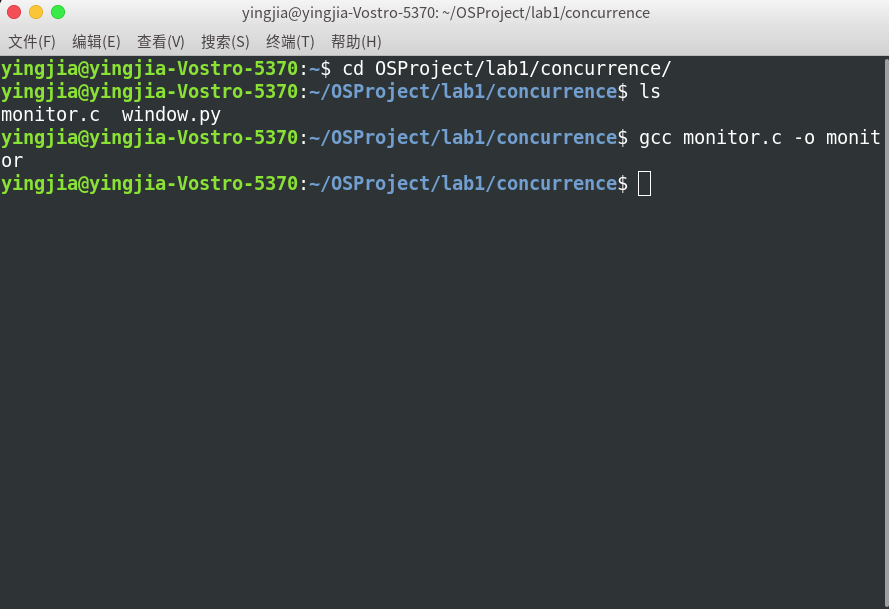 yingjia@yingjia-Vostro-5370: ~/OSProject/lab1/concurrence
文件(F) 编辑(E) 查看(V) 搜索(S) 终端(T) 帮助(H)
yingjia@yingjia-Vostro-5370:~$ cd OSProject/lab1/concurrence/
yingjia@yingjia-Vostro-5370:~/OSProject/lab1/concurrence$ ls
monitor.c  window.py
yingjia@yingjia-Vostro-5370:~/OSProject/lab1/concurrence$ gcc monitor.c -o monit
or
yingjia@yingjia-Vostro-5370:~/OSProject/lab1/concurrence$